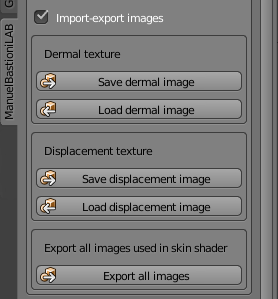 G
ManuelBastioniLAB
Import-export images
Dermal texture
Save dermal image
Load dermal image
Displacement texture
Save displacement image
Load displacement image
Export all images used in skin shader
Export all images